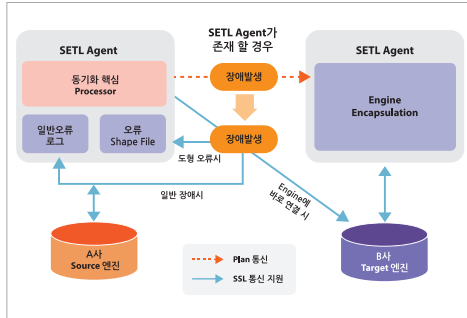 SETL Agent
SETL Agent가
존재 할 경우
SETL Agent
동기화 핵심
Processor
장애발생
Engine
Encapsulation
일반오류
로그
오류
Shape File
장애발생
도형 오류시
일반 장애시
Engine에
바로 연결 시
A사
Source 엔진
B사
Target 엔진
Plan 통신
SSL 통신 지원